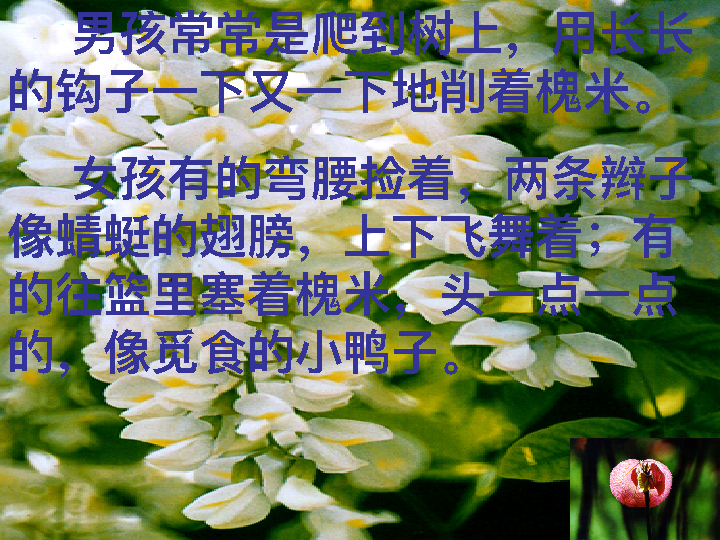 男孩常常是爬到树上，用长长
的钩子一下又一下地削着槐米。
女孩有的弯腰捡着，两条辫子
像蜻蜓的翅膀，上下飞舞着；有
的往篮里塞着槐米，头一点一点
的，像觅食的小鸭子。